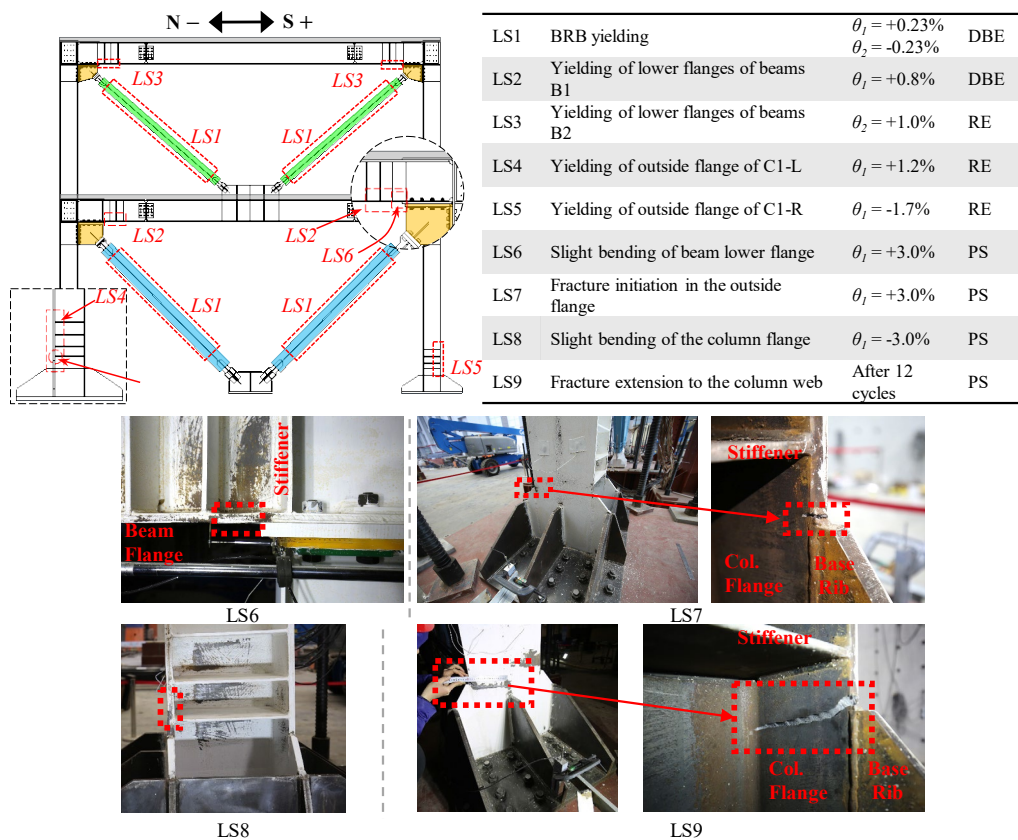 N − S +
LS3 LS3
LS1 LS1
LS2 LS2
LS6
LS1 LS1
LS4
LS5
LS1 BRB yielding θ1 = +0.23% DBE
θ2 = -0.23%
LS2 Yielding of lower flanges of beams B1 θ1 = +0.8% DBE
LS3 Yielding of lower flanges of beams B2 θ2 = +1.0% RE
LS4 Yielding of outside flange of C1-L θ1 = +1.2% RE
LS5 Yielding of outside flange of C1-R θ1 = -1.7% RE
LS6 Slight bending of beam lower flange θ1 = +3.0% PS
LS7 Fracture initiation in the outside flange θ1 = +3.0% PS
LS8 Slight bending of the column flange θ1 = -3.0% PS
LS9 Fracture extension to the column web After 12 cycles PS
Stiffener
Beam
Flange
LS6
Stiffener
Col.
Flange
Base
Rib
LS7
LS8
Stiffener
Col.
Flange
Base
Rib
LS9